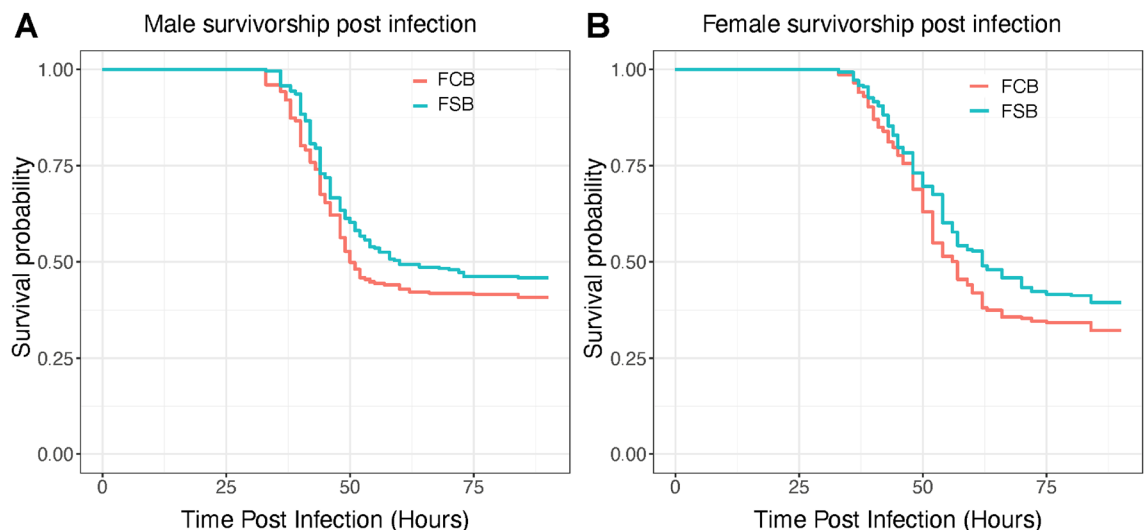 A
Male survivorship post infection
Survival probability
1.00
0.75
0.50
0.25
0.00
FCB
FSB
0 25 50 75
Time Post Infection (Hours)
B
Female survivorship post infection
Survival probability
1.00
0.75
0.50
0.25
0.00
FCB
FSB
0 25 50 75
Time Post Infection (Hours)